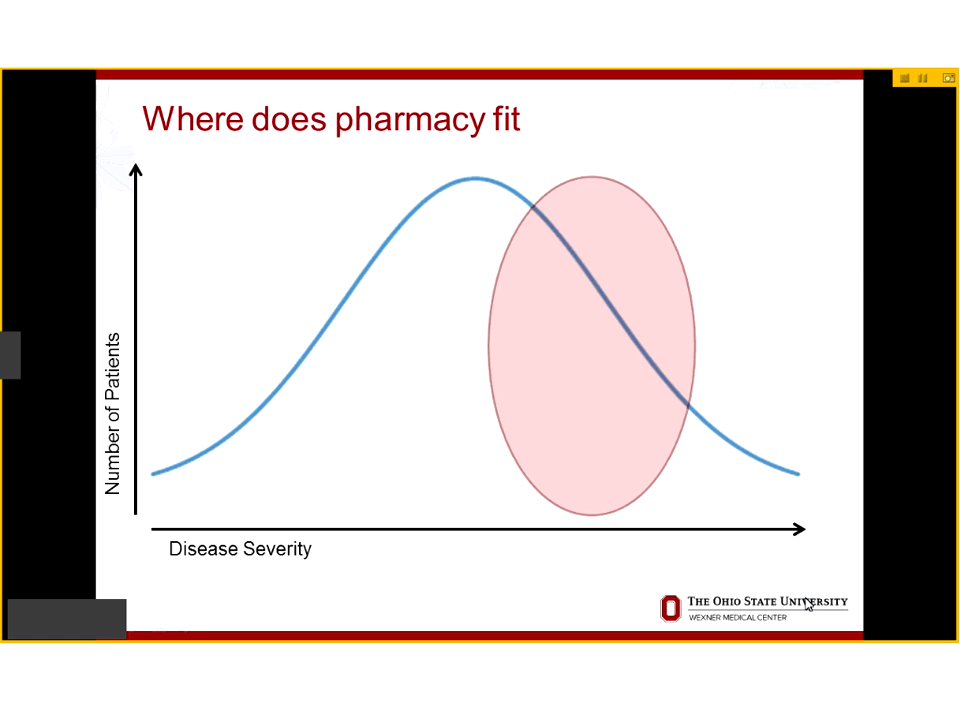 Where does pharmacy fit
Number of Patients
Disease Severity
THE OHIO STATE UNIVERSITY
WEXNER MEDICAL CENTER